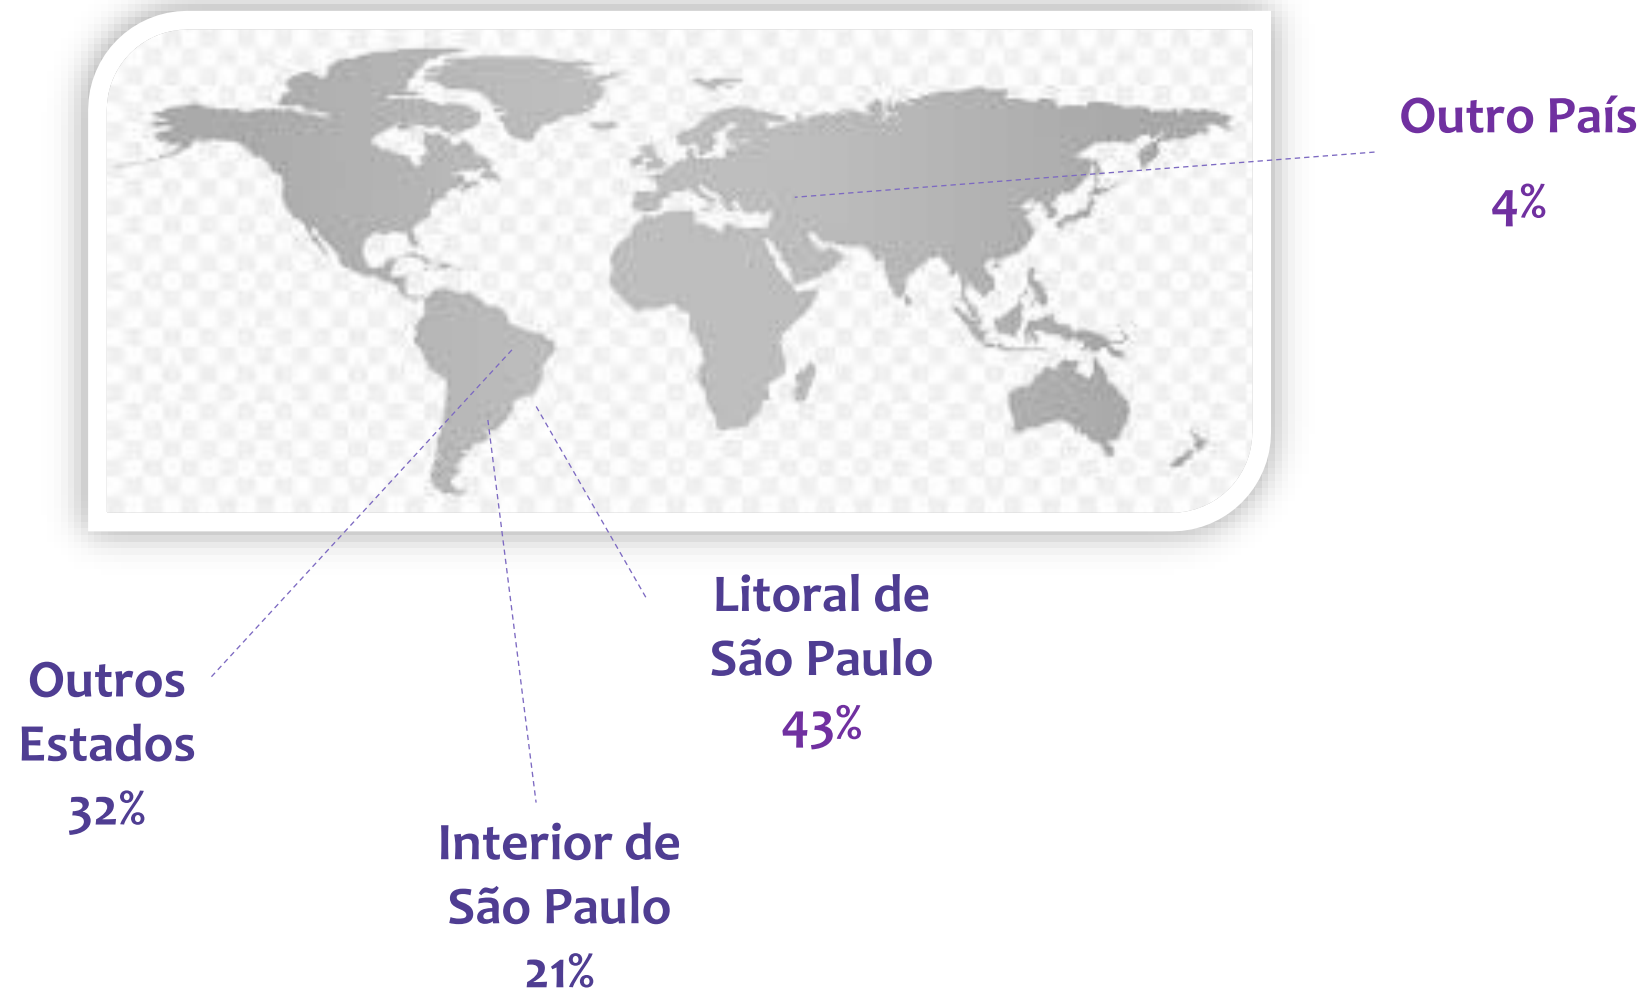 Outro País
4%
Litoral de
São Paulo
43%
Outros
Estados
32%
Interior de
São Paulo
21%